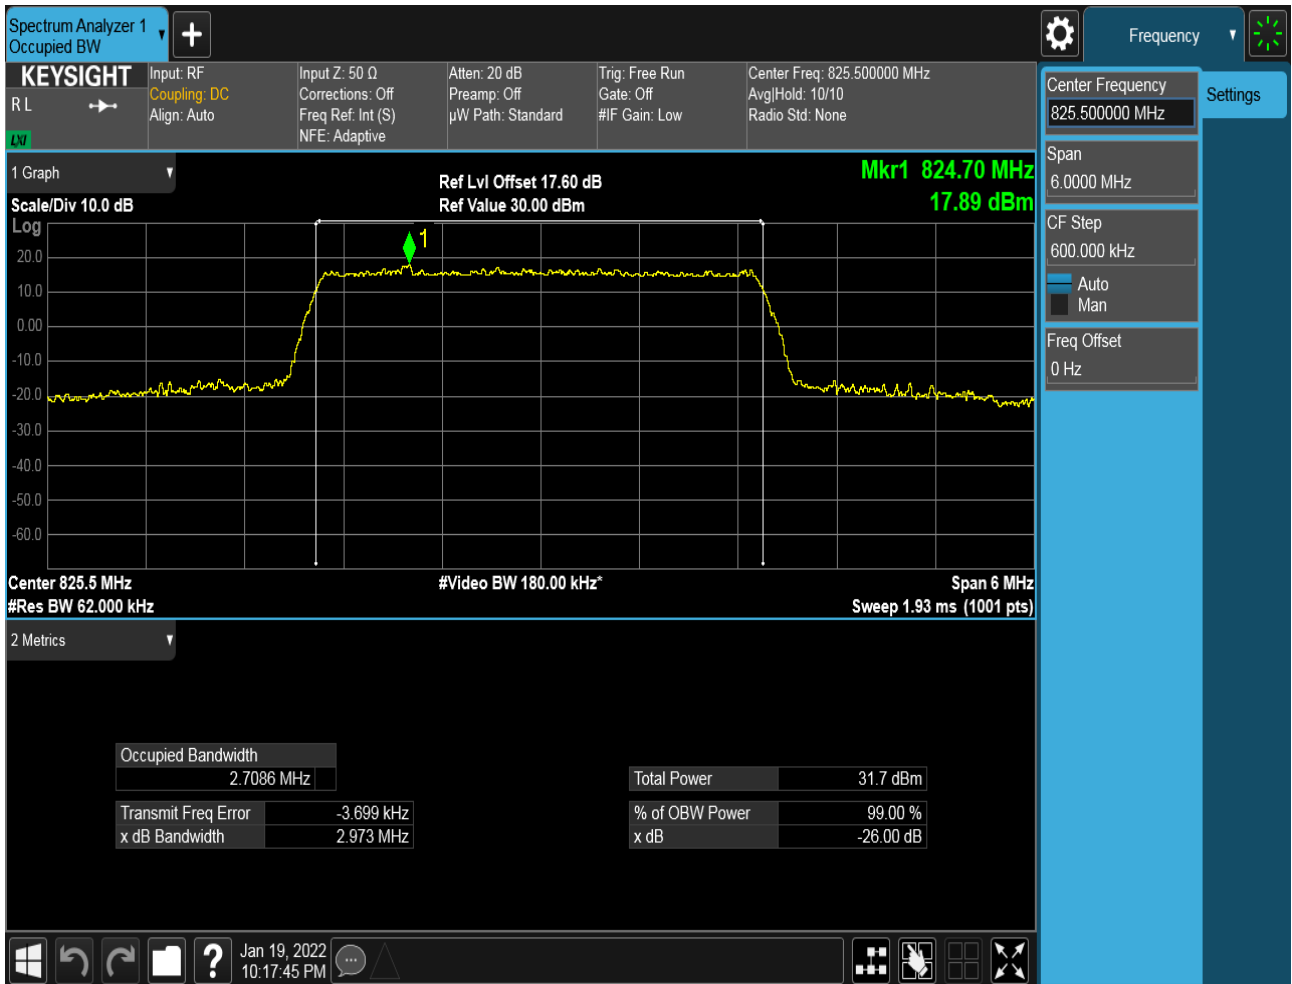 Spectrum Analyzer 1
Occupied BW
Frequency
KEYSIGHT
R L
LXI
Input: RF
Coupling: DC
Align: Auto
Input Z: 50 Ω
Corrections: Off
Freq Ref: Int (S)
NFE: Adaptive
Atten: 20 dB
Preamp: Off
µW Path: Standard
Trig: Free Run
Gate: Off
#IF Gain: Low
Center Freq: 825.500000 MHz
Avg|Hold: 10/10
Radio Std: None
Center Frequency
825.500000 MHz
Settings
Span
6.0000 MHz
CF Step
600.000 kHz
Auto
Man
Freq Offset
0 Hz
1 Graph
Scale/Div 10.0 dB
Ref Lvl Offset 17.60 dB
Ref Value 30.00 dBm
Mkr1 824.70 MHz
17.89 dBm
Log
1
20.0
10.0
0.00
-10.0
-20.0
-30.0
-40.0
-50.0
-60.0
Center 825.5 MHz
#Res BW 62.000 kHz
#Video BW 180.00 kHz*
Span 6 MHz
Sweep 1.93 ms (1001 pts)
2 Metrics
Occupied Bandwidth
2.7086 MHz
Transmit Freq Error -3.699 kHz
x dB Bandwidth 2.973 MHz
Total Power 31.7 dBm
% of OBW Power 99.00 %
x dB -26.00 dB
?
Jan 19, 2022
10:17:45 PM